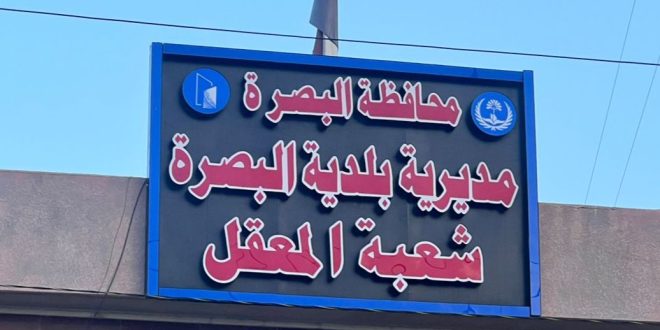 محافظة البصرة
مديرية بلدية البصرة
شعبة المعقل